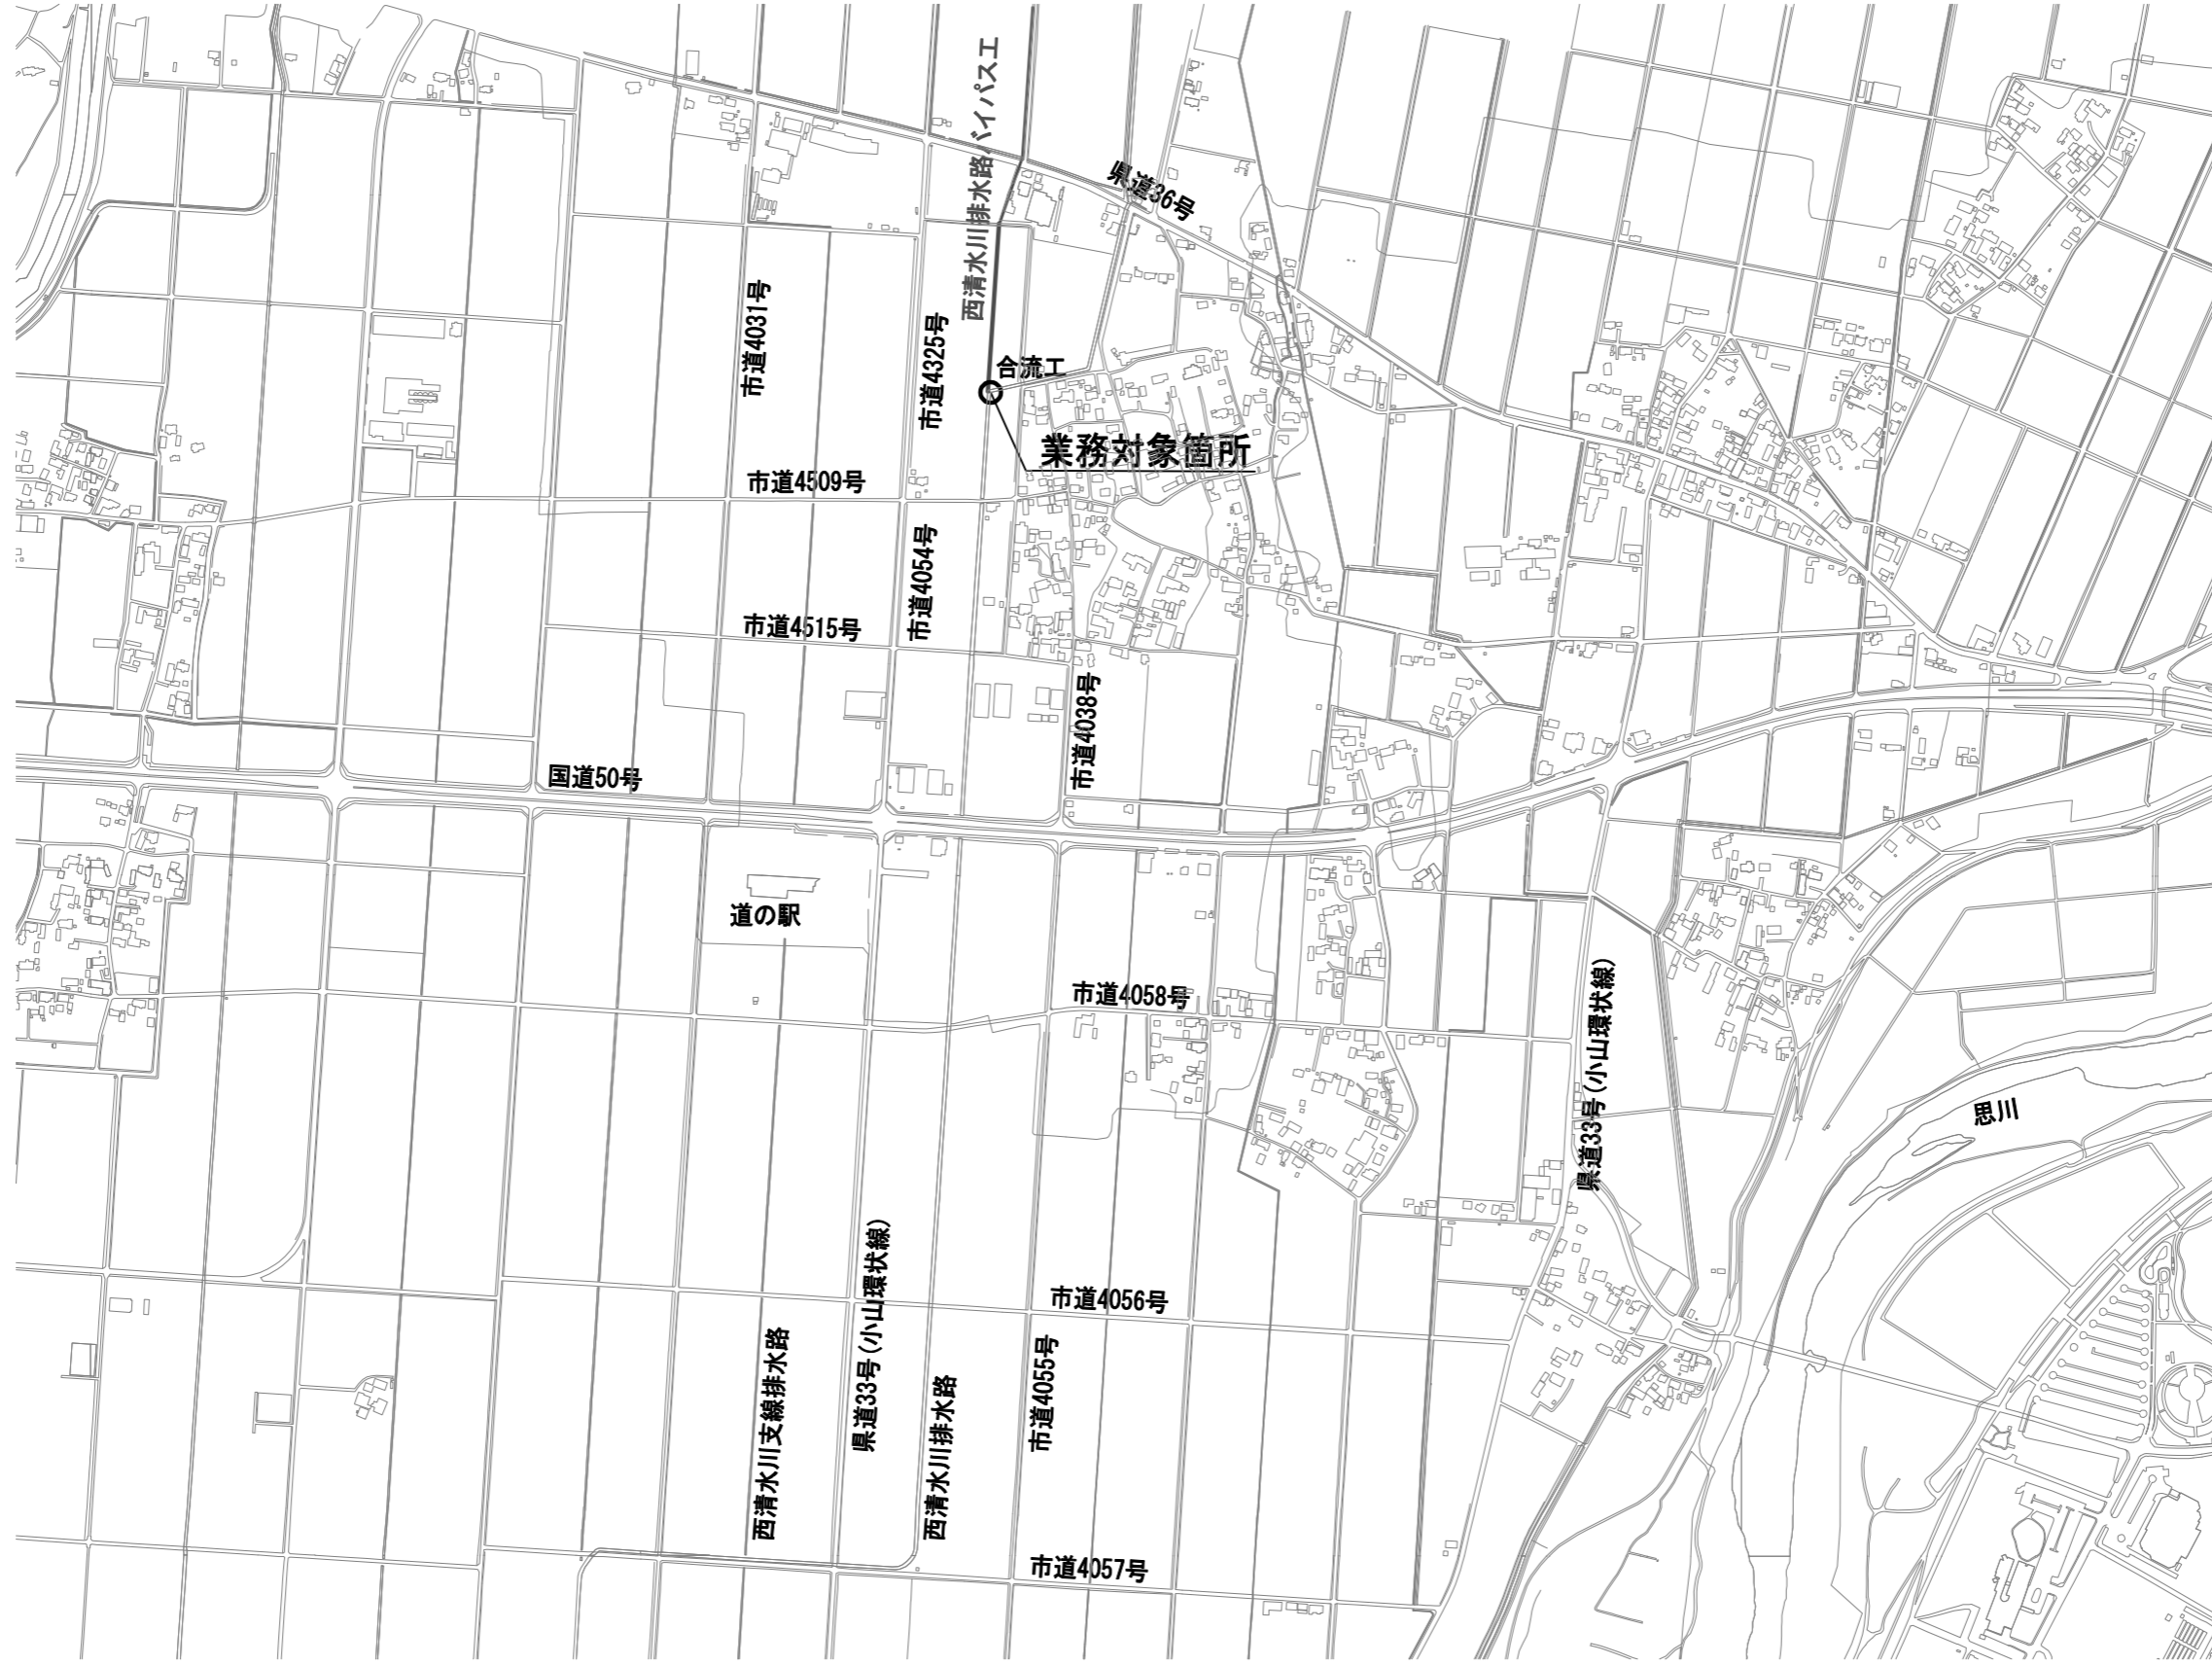 西清水川排水路バイパス工
県道36号
市道4031号
市道4325号
合流工
業務対象箇所
市道4509号
市道4054号
市道4515号
市道4038号
国道50号
道の駅
市道4058号
県道33号(小山環状線)
思川
市道4056号
西清水川支線排水路
県道33号(小山環状線)
西清水川排水路
市道4055号
市道4057号